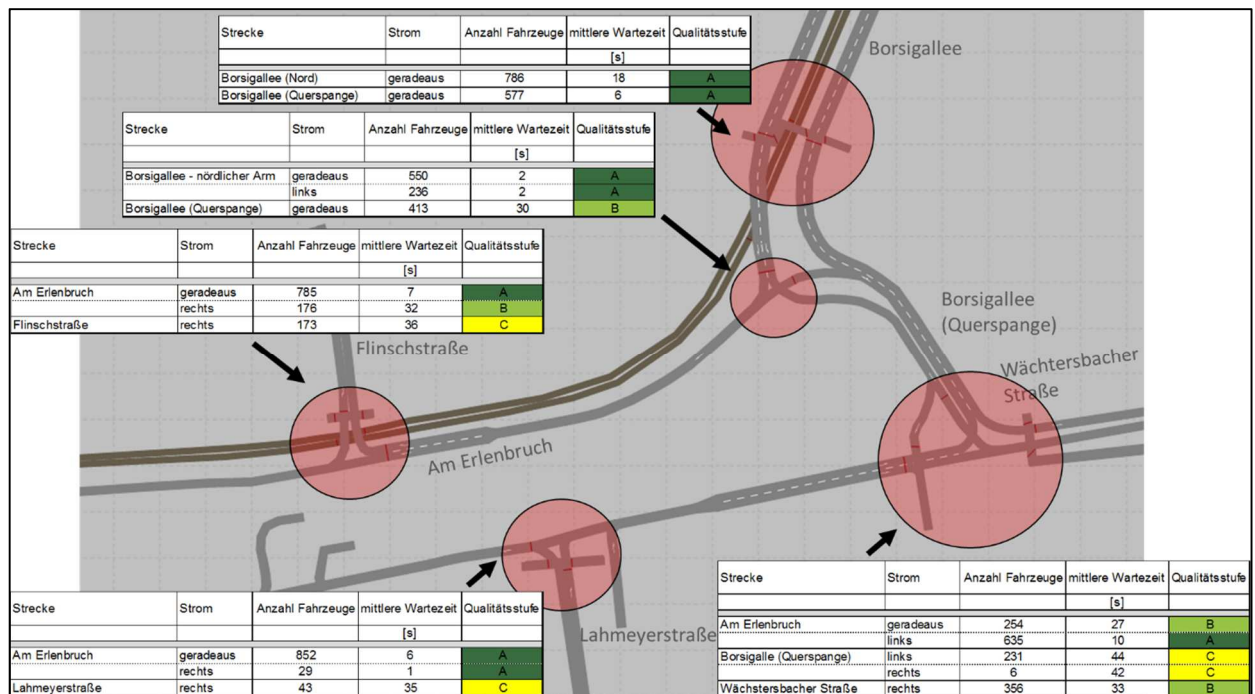 Strecke Strom Anzahl Fahrzeuge mittlere Wartezeit Qualitätsstufe
[s]
Borsigallee (Nord) geradeaus 786 18 A
Borsigallee (Querspange) geradeaus 577 6 A
Borsigallee
Strecke Strom Anzahl Fahrzeuge mittlere Wartezeit Qualitätsstufe
[s]
Borsigallee - nördlicher Arm geradeaus 550 2 A
links 236 2 A
Borsigallee (Querspange) geradeaus 413 30 B
Strecke Strom Anzahl Fahrzeuge mittlere Wartezeit Qualitätsstufe
[s]
Am Erlenbruch geradeaus 785 7 A
rechts 176 32 B
Flinschstraße rechts 173 36 C
Borsigallee
(Querspange)
Flinschstraße
Wächtersbacher
Straße
Am Erlenbruch
Strecke Strom Anzahl Fahrzeuge mittlere Wartezeit Qualitätsstufe
[s]
Am Erlenbruch geradeaus 852 6 A
rechts 29 1 A
Lahmeyerstraße rechts 43 35 C
Lahmeyerstraße
Strecke Strom Anzahl Fahrzeuge mittlere Wartezeit Qualitätsstufe
[s]
Am Erlenbruch geradeaus 254 27 B
links 635 10 A
Borsigalle (Querspange) links 231 44 C
rechts 6 42 C
Wächstersbacher Straße rechts 356 33 B